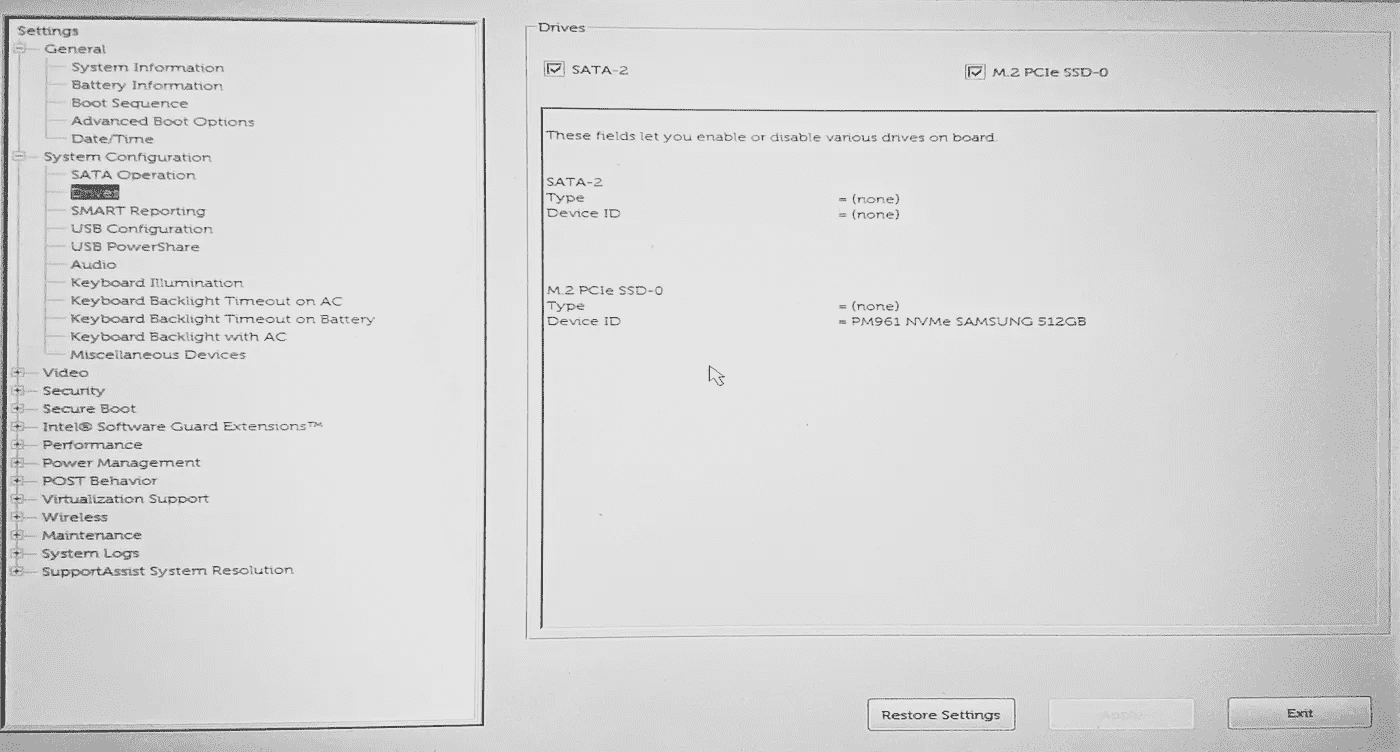 Settings
General
System Information
Battery Information
Boot Sequence
Advanced Boot Options
Date/Time
System Configuration
SATA Operation
Drives
SMART Reporting
USB Configuration
USB PowerShare
Audio
Keyboard Illumination
Keyboard Backlight Timeout on AC
Keyboard Backlight Timeout on Battery
Keyboard Backlight with AC
Miscellaneous Devices
Video
Security
Secure Boot
Intel® Software Guard Extensions™
Performance
Power Management
POST Behavior
Virtualization Support
Wireless
Maintenance
System Logs
SupportAssist System Resolution
Drives
SATA-2 M.2 PCIe SSD-0
These fields let you enable or disable various drives on board.
SATA-2
Type = (none)
Device ID = (none)
M.2 PCIe SSD-0
Type = (none)
Device ID = PM961 NVMe SAMSUNG 512GB
Restore Settings Apply Exit